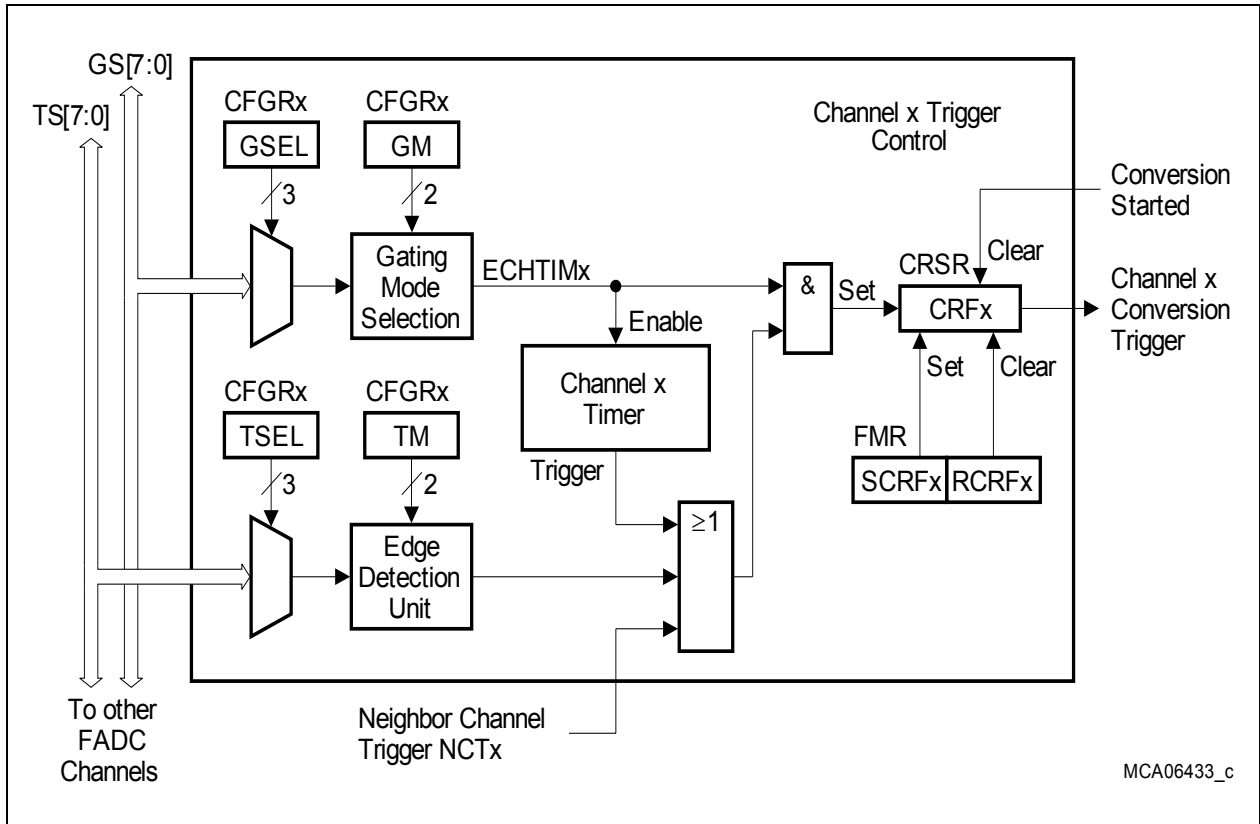 GS[7:0]
TS[7:0]
CFGRx
GSEL
3
CFGRx
GM
2
Channel x Trigger
Control
Gating
Mode
Selection
ECHTIMx
Enable
Channel x
Timer
Trigger
&
Set
CRSR
Clear
CRFx
Conversion
Started
Channel x
Conversion
Trigger
Set
Clear
FMR
SCRFx
RCRFx
CFGRx
TSEL
3
CFGRx
TM
2
Edge
Detection
Unit
≥1
To other
FADC
Channels
Neighbor Channel
Trigger NCTx
MCA06433_c